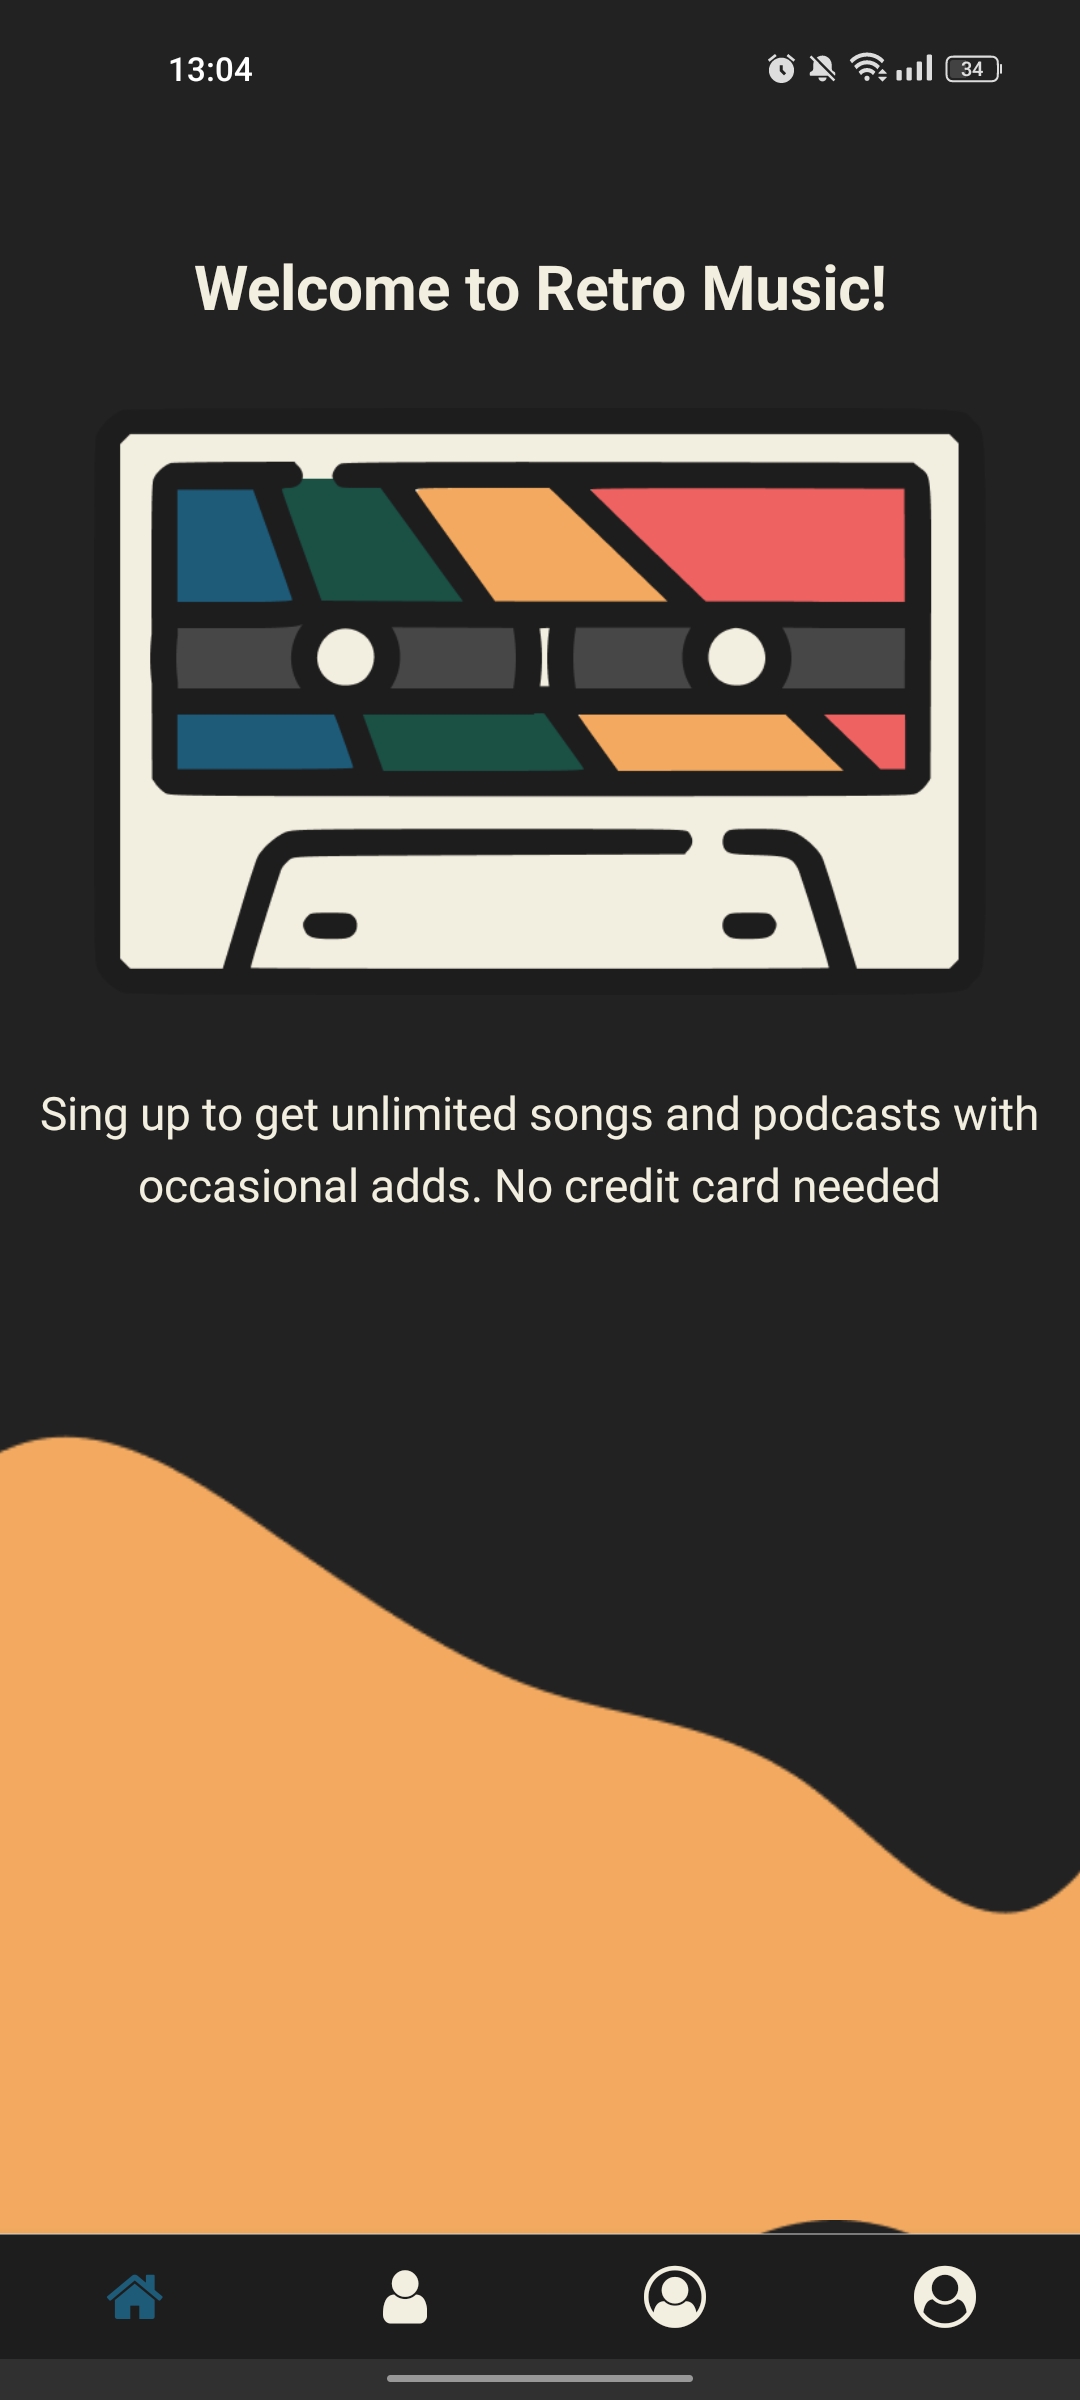 13:04
34
Welcome to Retro Music!
Sing up to get unlimited songs and podcasts with
occasional adds. No credit card needed